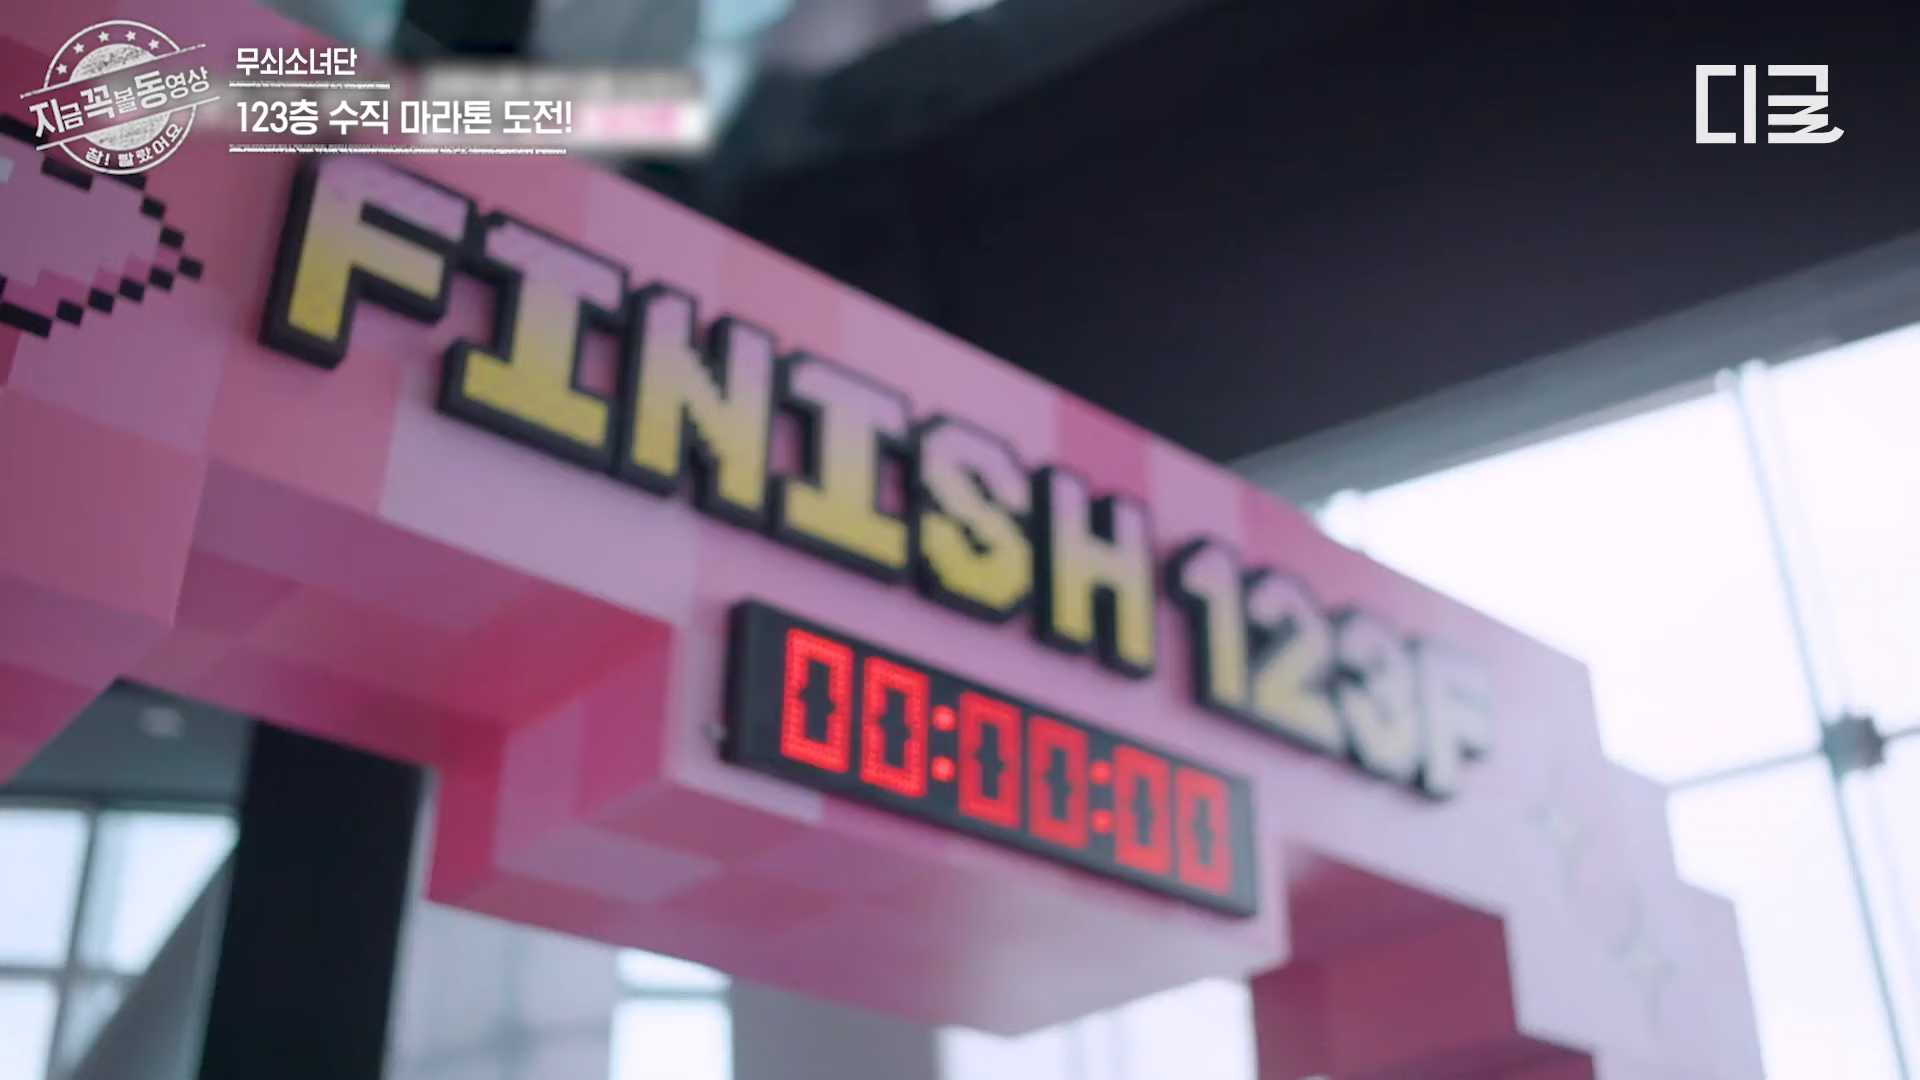 지금 꼭 볼 동영상
참! 잘 왔어요
무쇠소녀단
123층 수직 마라톤 도전!
디글
FINISH 123F
00:00:00